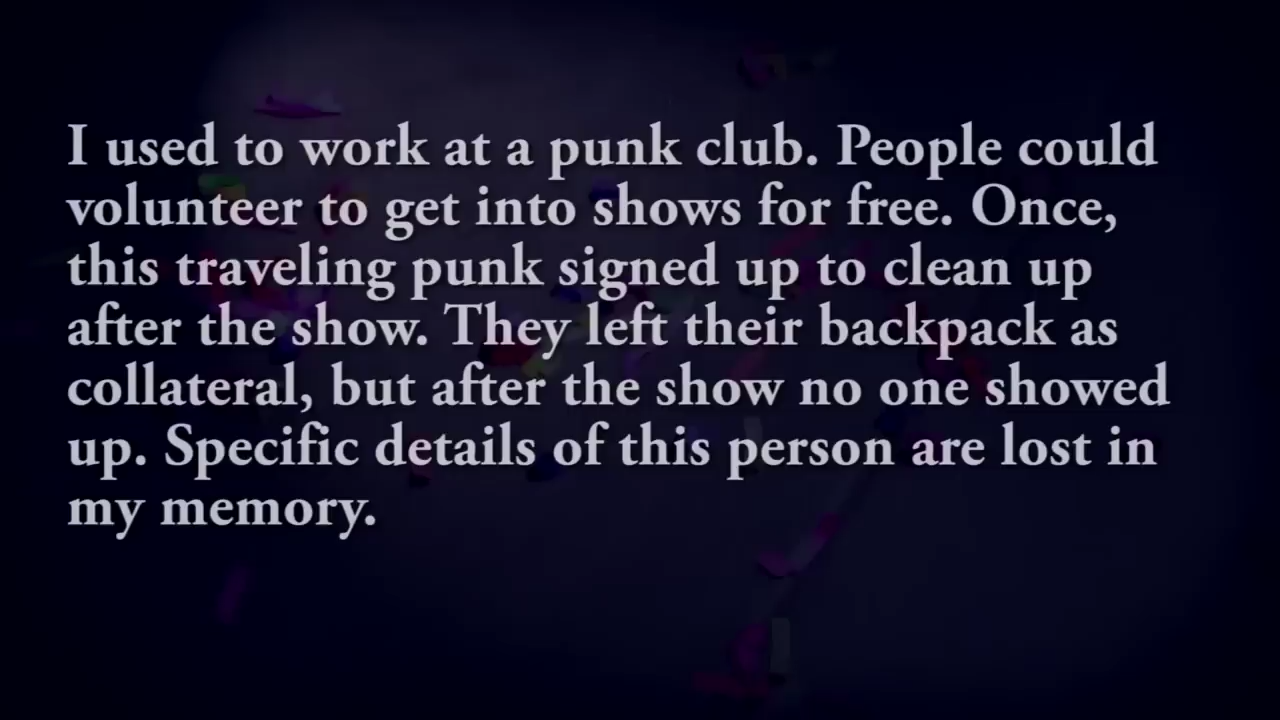 I used to work at a punk club. People could
volunteer to get into shows for free. Once,
this traveling punk signed up to clean up
after the show. They left their backpack as
collateral, but after the show no one showed
up. Specific details of this person are lost in
my memory.